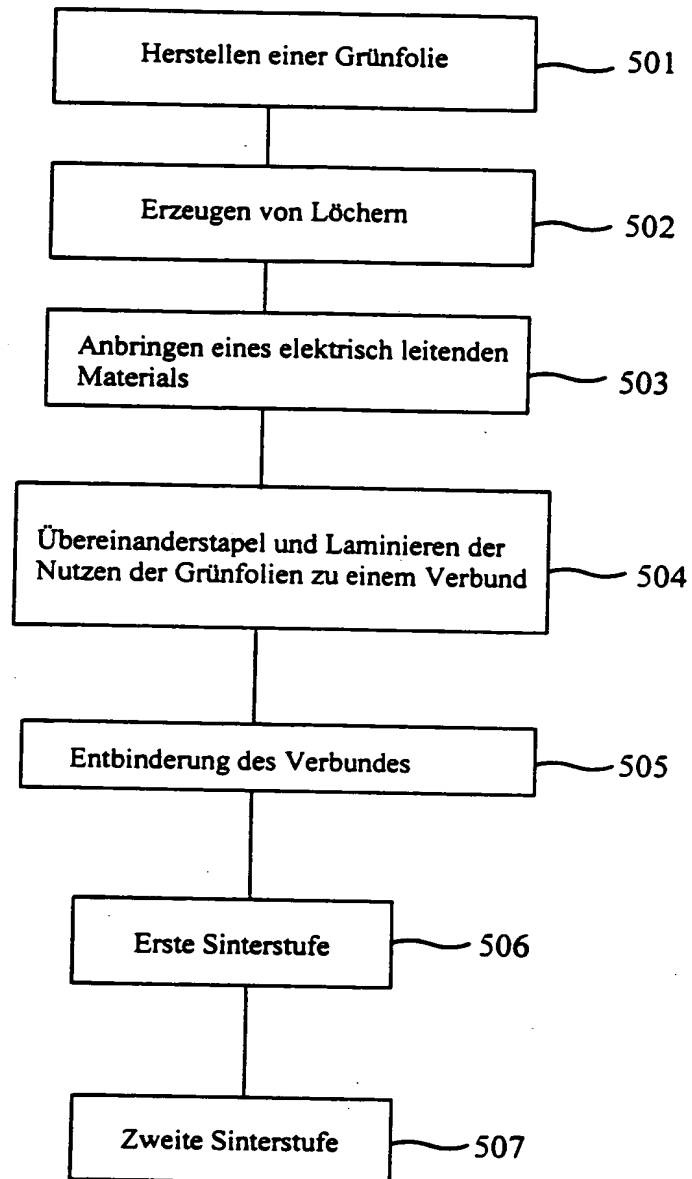 Herstellen einer Grünfolie
501
Erzeugen von Löchern
502
Anbringen eines elektrisch leitenden
Materials
503
Übereinanderstapel und Laminieren der
Nutzen der Grünfolien zu einem Verbund
504
Entbinderung des Verbundes
505
Erste Sinterstufe
506
Zweite Sinterstufe
507